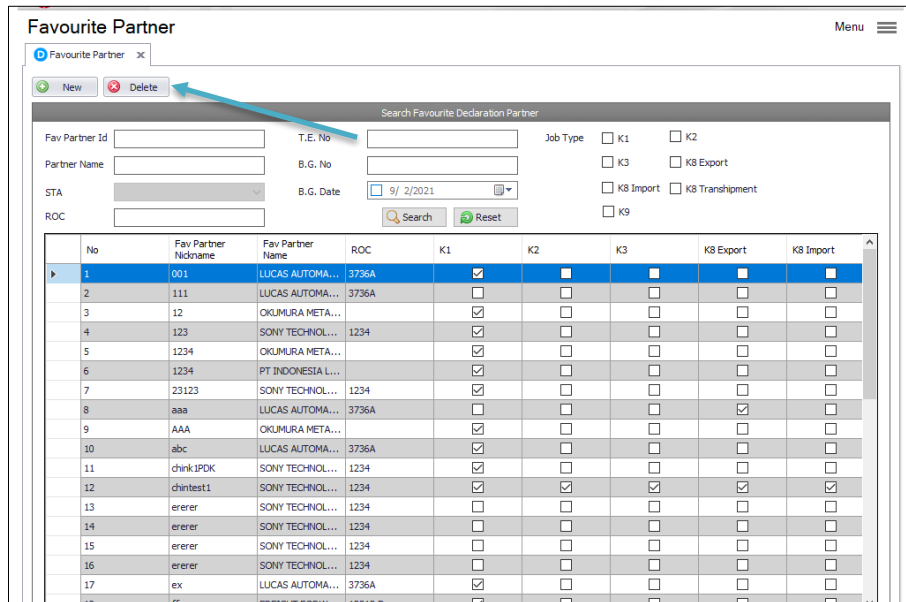 Favourite Partner
Menu
D Favourite Partner x
New Delete
Search Favourite Declaration Partner
Fav Partner Id T.E. No Job Type K1 K2
Partner Name B.G. No K3 K8 Export
STA B.G. Date 9/ 2/2021 K8 Import K8 Transhipment
ROC Search Reset K9
No Fav Partner Nickname Fav Partner Name ROC K1 K2 K3 K8 Export K8 Import
1 001 LUCAS AUTOMA... 3736A
2 111 LUCAS AUTOMA... 3736A
3 12 OKUMURA META...
4 123 SONY TECHNOL... 1234
5 1234 OKUMURA META...
6 1234 PT INDONESIA L...
7 23123 SONY TECHNOL... 1234
8 aaa LUCAS AUTOMA... 3736A
9 AAA OKUMURA META...
10 abc LUCAS AUTOMA... 3736A
11 chink1PDK SONY TECHNOL... 1234
12 chintest1 SONY TECHNOL... 1234
13 ererer SONY TECHNOL... 1234
14 ererer SONY TECHNOL... 1234
15 ererer SONY TECHNOL... 1234
16 ererer SONY TECHNOL... 1234
17 ex LUCAS AUTOMA... 3736A